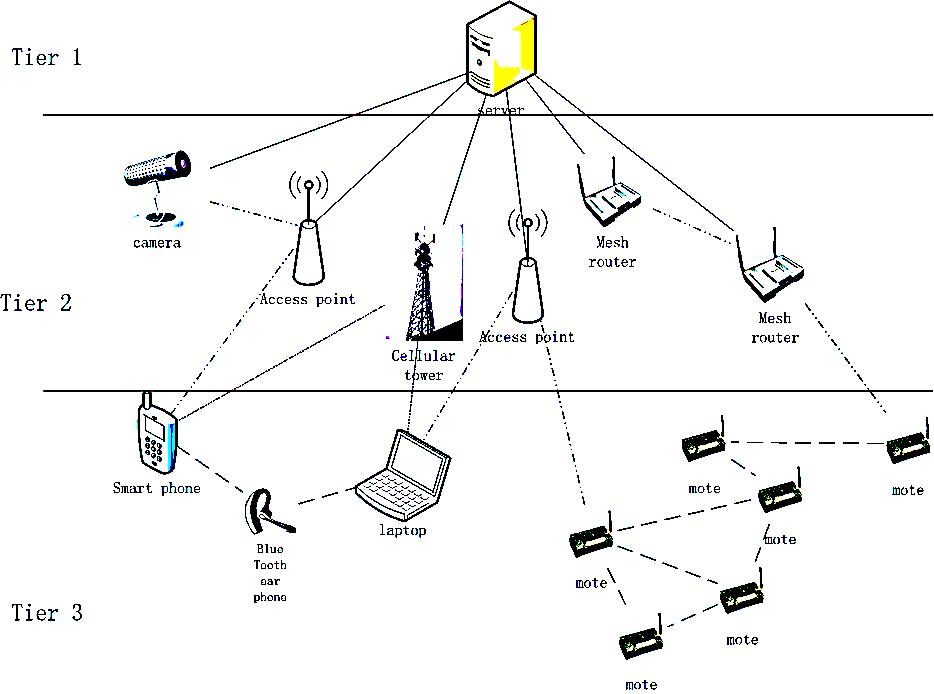 Tier 1
server
camera
Access point
Mesh
router
Tier 2
Cellular
tower
Access point
Mesh
router
Smart phone
Blue
Tooth
ear
phone
laptop
mote
mote
mote
mote
mote
mote
Tier 3